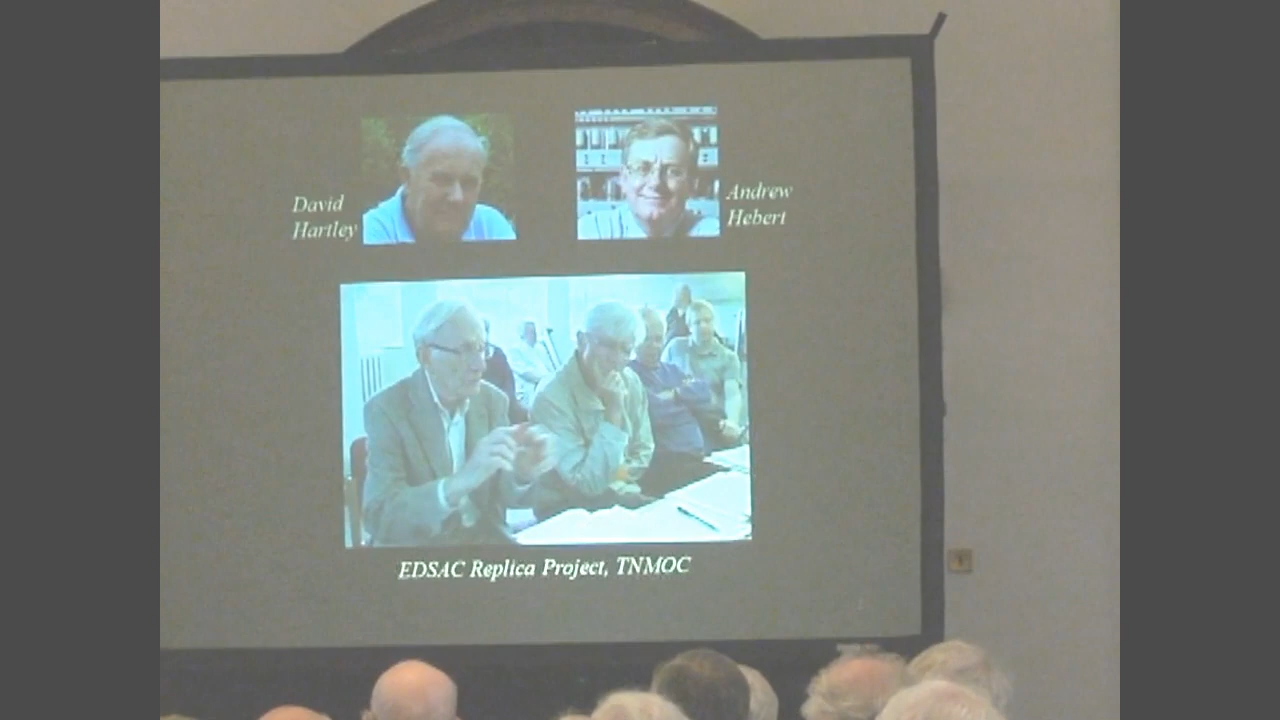 David
Hartley
Andrew
Hebert
EDSAC Replica Project, TNMOC